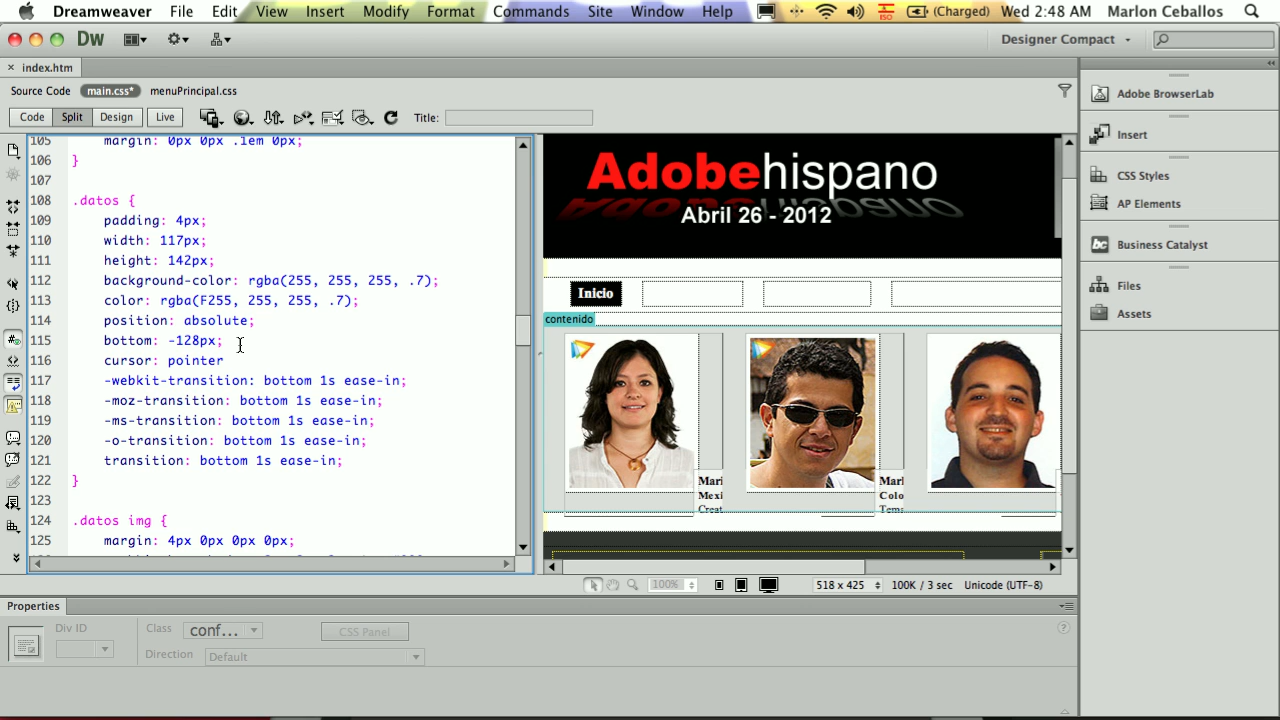 Dreamweaver File Edit View Insert Modify Format Commands Site Window Help (Charged) Wed 2:48 AM Marlon Ceballos
Dw Designer Compact
× index.htm
Source Code main.css* menuPrincipal.css
Code Split Design Live Title:
105 margin: 0px 0px .1em 0px;
106 }
107
108 .datos {
109 padding: 4px;
110 width: 117px;
111 height: 142px;
112 background-color: rgba(255, 255, 255, .7);
113 color: rgba(F255, 255, 255, .7);
114 position: absolute;
115 bottom: -128px;
116 cursor: pointer
117 -webkit-transition: bottom 1s ease-in;
118 -moz-transition: bottom 1s ease-in;
119 -ms-transition: bottom 1s ease-in;
120 -o-transition: bottom 1s ease-in;
121 transition: bottom 1s ease-in;
122 }
123
124 .datos img {
125 margin: 4px 0px 0px 0px;
Adobehispano
Abril 26 - 2012
Inicio
contenido
Mari
Mexi
Creat
Marl
Colo
Tema
100% 518 x 425 100K / 3 sec Unicode (UTF-8)
Properties
Div ID Class conf... CSS Panel
Direction Default
Adobe BrowserLab
Insert
CSS Styles
AP Elements
Business Catalyst
Files
Assets